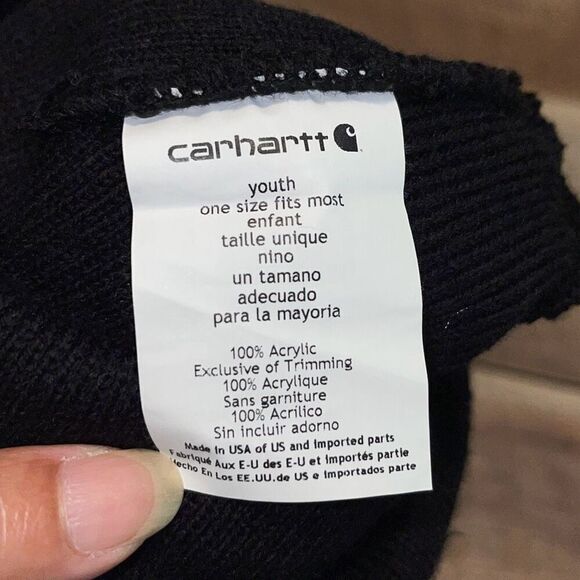 carhartt
youth
one size fits most
enfant
taille unique
nino
un tamano
adecuado
para la mayoria
100% Acrylic
Exclusive of Trimming
100% Acrylique
Sans garniture
100% Acrilico
Sin incluir adorno
Made in USA of US and Imported parts
Fabriqué Aux E-U des E-U et Importés partie
Hecho En Los EE.UU.de US e Importados parte